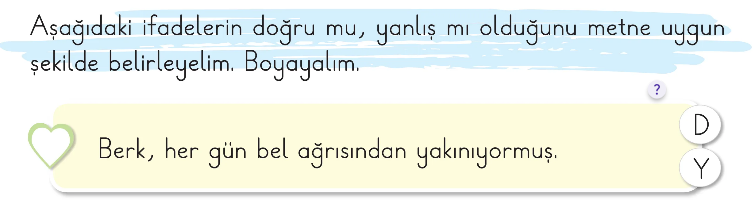 Aşağıdaki ifadelerin doğru mu, yanlış mı olduğunu metne uygun
şekilde belirleyelim. Boyayalım.
?
D
Berk, her gün bel ağrısından yakınıyormuş.
Y